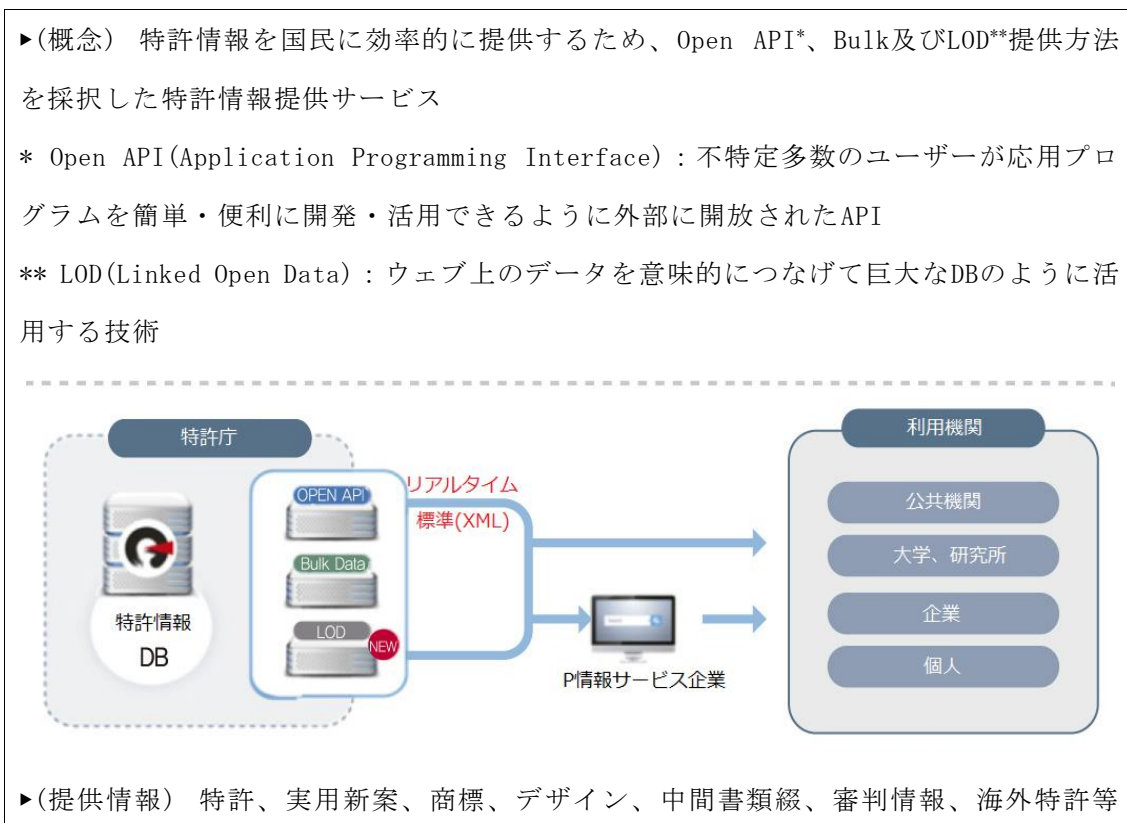 ▶(概念) 特許情報を国民に効率的に提供するため、Open API*、Bulk及びLOD**提供方法
を採択した特許情報提供サービス
* Open API(Application Programming Interface)：不特定多数のユーザーが応用プロ
グラムを簡単・便利に開発・活用できるように外部に開放されたAPI
** LOD(Linked Open Data)：ウェブ上のデータを意味的につなげて巨大なDBのように活
用する技術
特許庁
特許情報
DB
OPEN API
Bulk Data
LOD
NEW
リアルタイム
標準(XML)
Search
P情報サービス企業
利用機関
公共機関
大学、研究所
企業
個人
▶(提供情報) 特許、実用新案、商標、デザイン、中間書類綴、審判情報、海外特許等